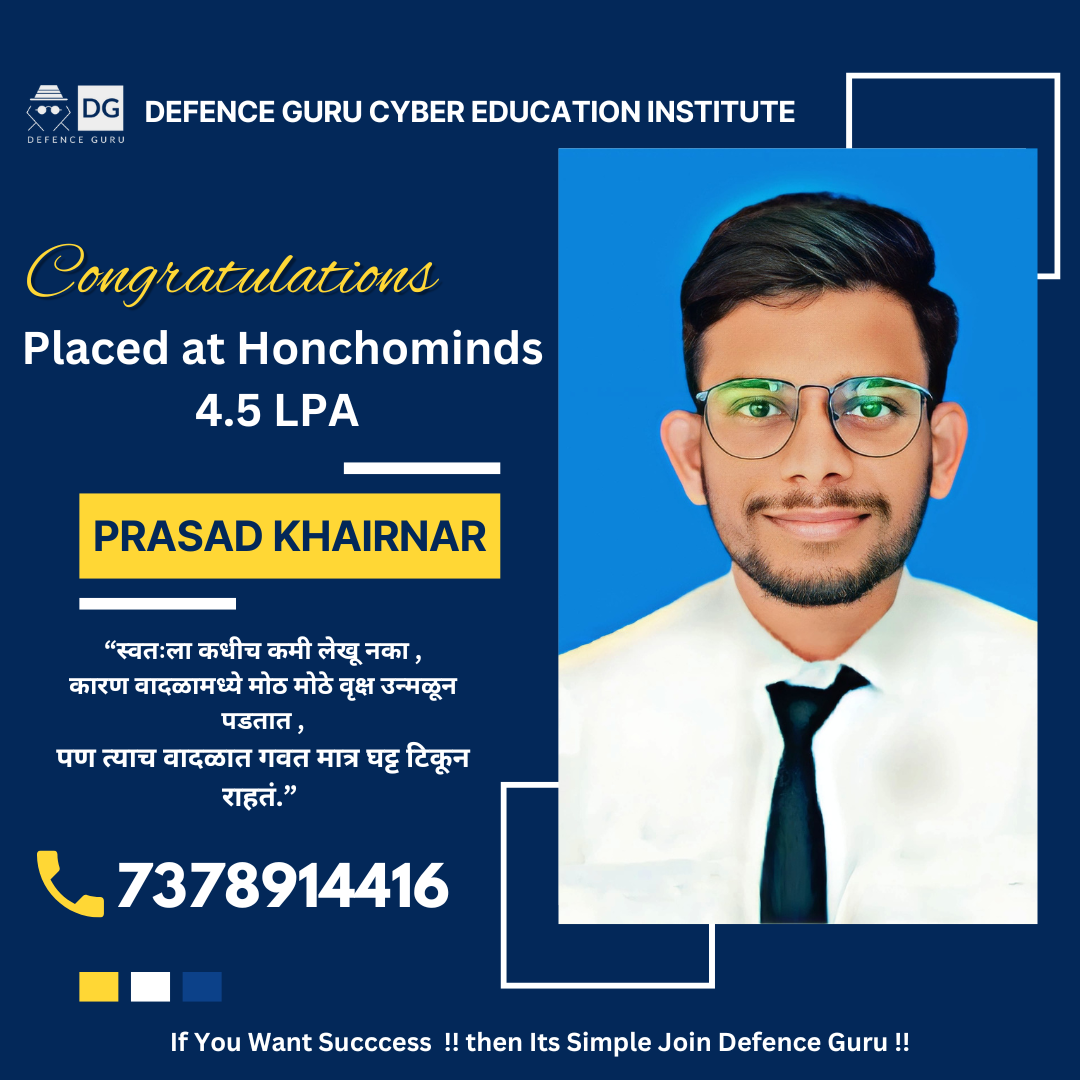 DG
DEFENCE GURU
DEFENCE GURU CYBER EDUCATION INSTITUTE
Congratulations
Placed at Honchominds
4.5 LPA
PRASAD KHAIRNAR
“स्वतःला कधीच कमी लेखू नका ,
कारण वादळामध्ये मोठ मोठे वृक्ष उन्मळून
पडतात ,
पण त्याच वादळात गवत मात्र घट्ट टिकून
राहतं.”
7378914416
If You Want Succcess !! then Its Simple Join Defence Guru !!